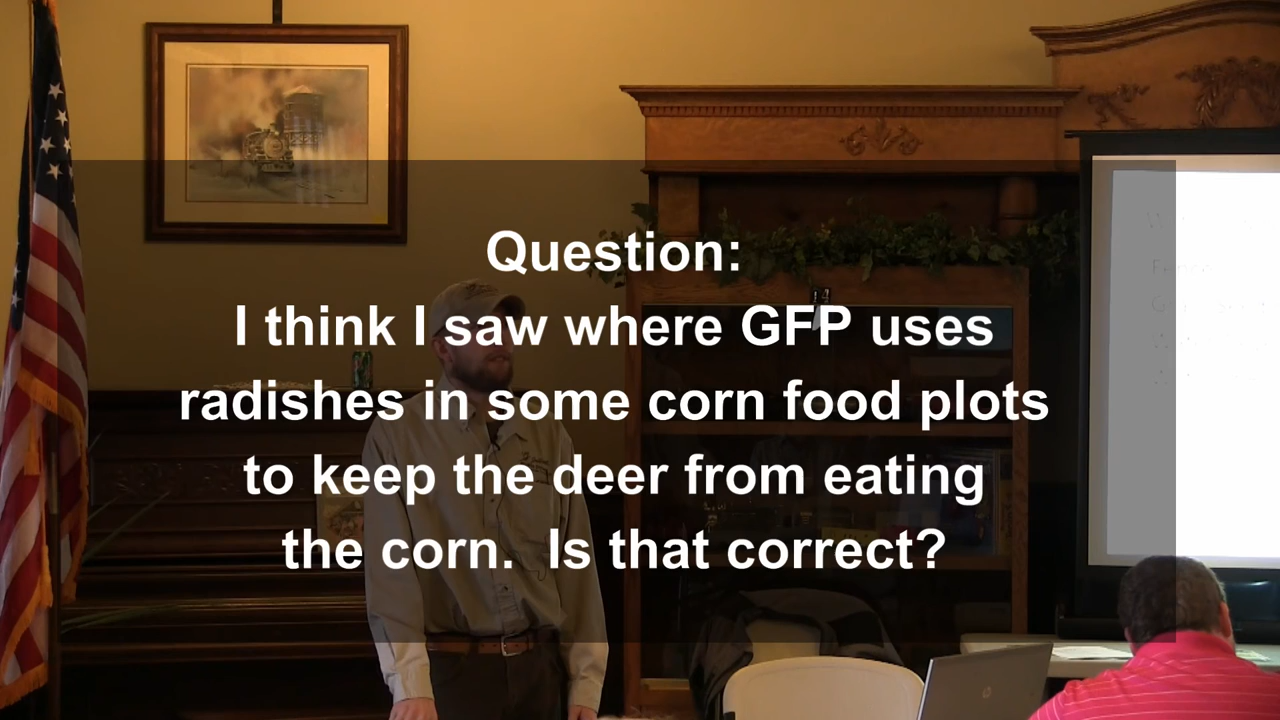 Question:
I think I saw where GFP uses
radishes in some corn food plots
to keep the deer from eating
the corn. Is that correct?